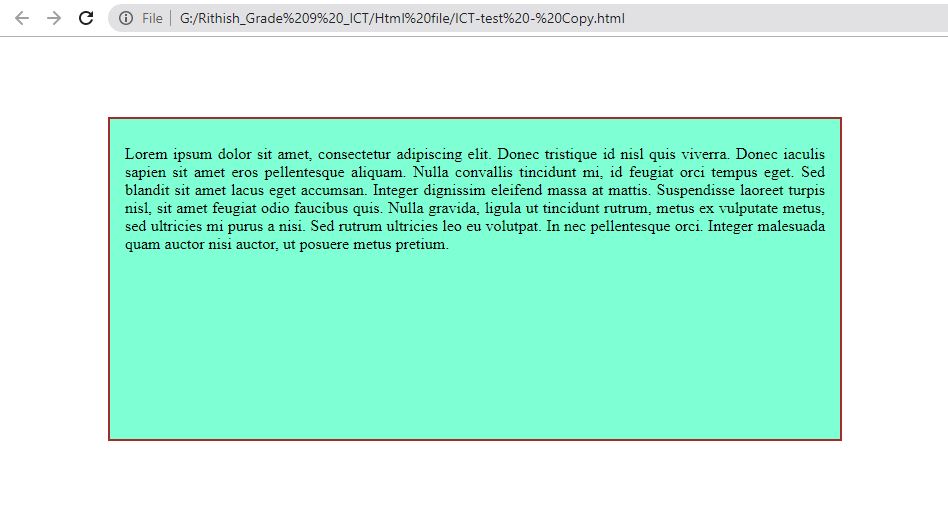 File G:/Rithish_Grade%209%20_ICT/Html%20file/ICT-test%20-%20Copy.html
Lorem ipsum dolor sit amet, consectetur adipiscing elit. Donec tristique id nisl quis viverra. Donec iaculis
sapien sit amet eros pellentesque aliquam. Nulla convallis tincidunt mi, id feugiat orci tempus eget. Sed
blandit sit amet lacus eget accumsan. Integer dignissim eleifend massa at mattis. Suspendisse laoreet turpis
nisl, sit amet feugiat odio faucibus quis. Nulla gravida, ligula ut tincidunt rutrum, metus ex vulputate metus,
sed ultricies mi purus a nisi. Sed rutrum ultricies leo eu volutpat. In nec pellentesque orci. Integer malesuada
quam auctor nisi auctor, ut posuere metus pretium.